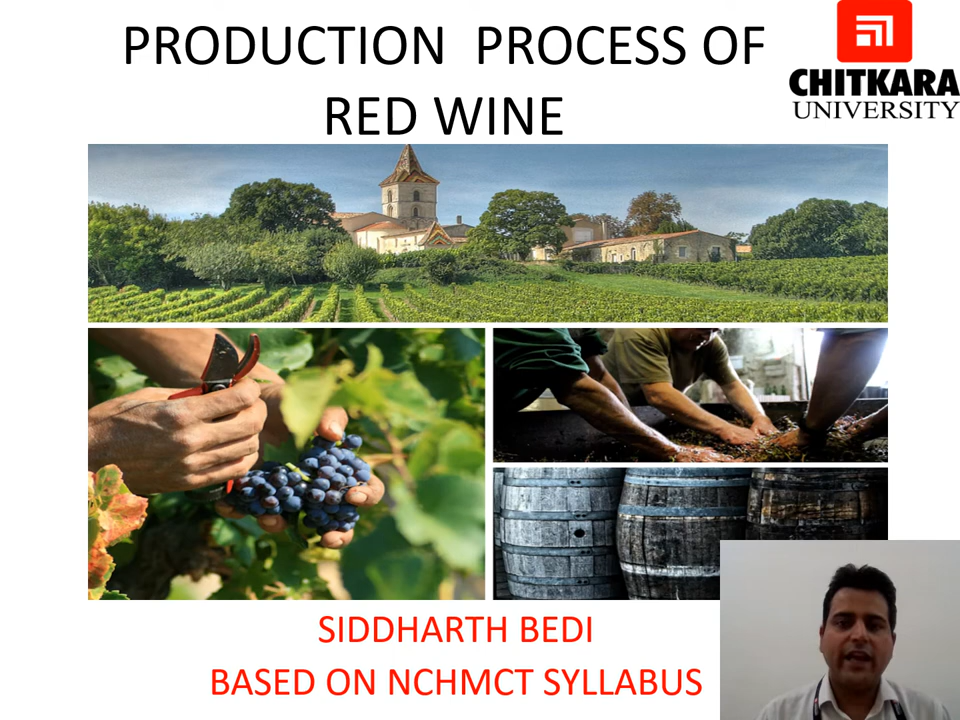 PRODUCTION PROCESS OF
RED WINE
CHITKARA
UNIVERSITY
SIDDHARTH BEDI
BASED ON NCHMCT SYLLABUS